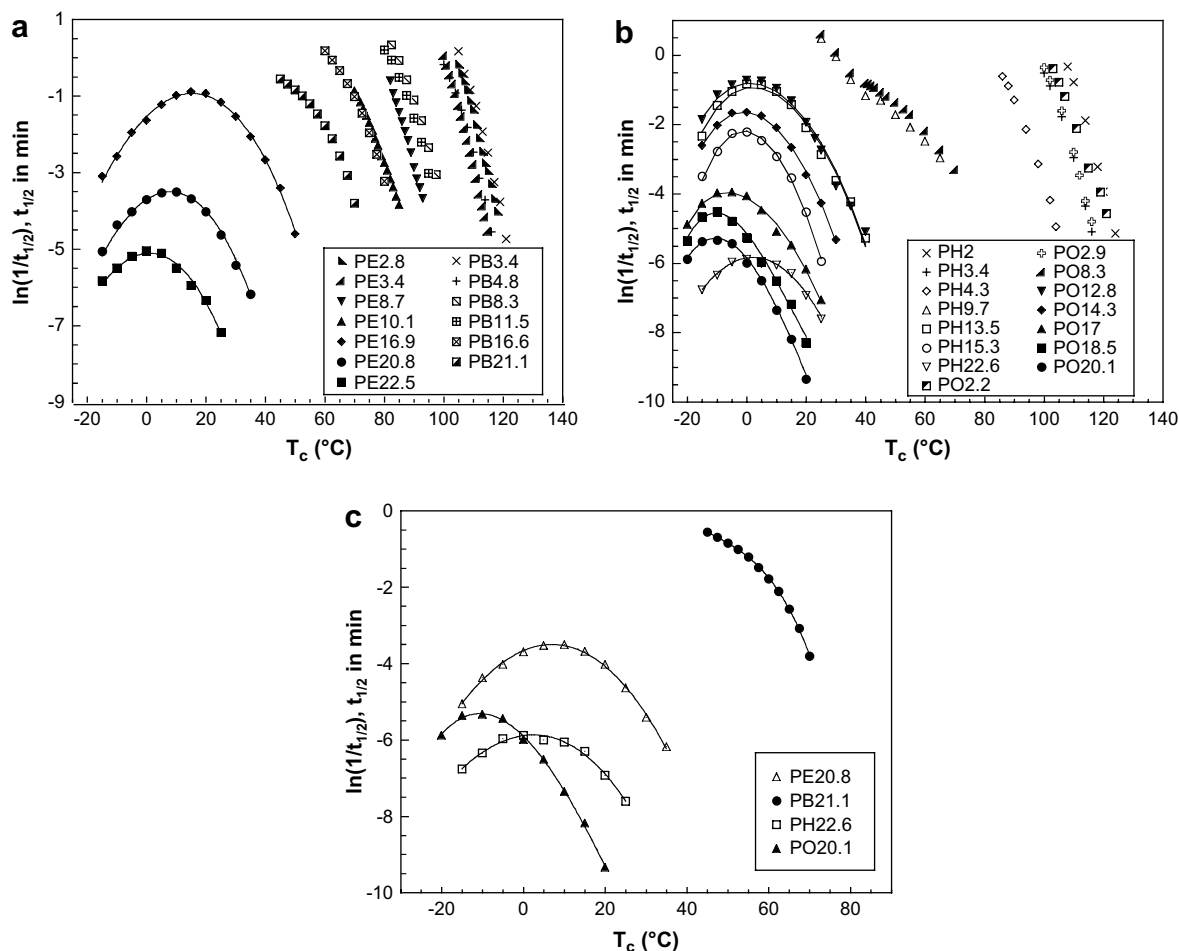 a
1
-1
-3
-5
-7
-9
ln(1/t1/2), t1/2 in min
-20 0 20 40 60 80 100 120 140
Tc (°C)
PE2.8
PE3.4
PE8.7
PE10.1
PE16.9
PE20.8
PE22.5
PB3.4
PB4.8
PB8.3
PB11.5
PB16.6
PB21.1
b
0
-2
-4
-6
-8
-10
ln(1/t1/2), t1/2 in min
-20 0 20 40 60 80 100 120 140
Tc (°C)
PH2
PH3.4
PH4.3
PH9.7
PH13.5
PH15.3
PH22.6
PO2.2
PO2.9
PO8.3
PO12.8
PO14.3
PO17
PO18.5
PO20.1
c
0
-2
-4
-6
-8
-10
ln(1/t1/2), t1/2 in min
-20 0 20 40 60 80
Tc (°C)
PE20.8
PB21.1
PH22.6
PO20.1